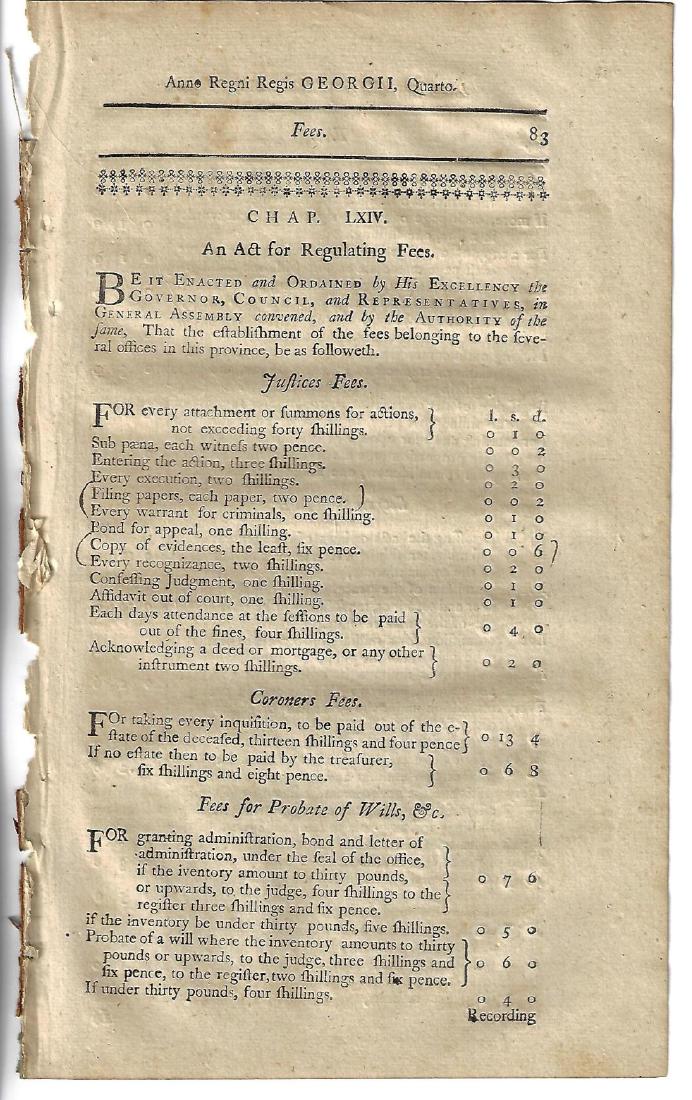 Anno Regni Regis GEORGII, Quarto.
Fees. 83
CHAP. LXIV.
An Act for Regulating Fees.
BE IT ENACTED and ORDAINED by His EXCELLENCY the
GOVERNOR, COUNCIL, and REPRESENTATIVES, in
GENERAL ASSEMBLY convened, and by the AUTHORITY of the
ſame, That the eſtabliſhment of the fees belonging to the ſeve-
ral offices in this province, be as followeth.
Juſtices Fees.
l. s. d.
FOR every attachment or ſummons for actions,
not exceeding forty ſhillings. } 0 1 0
Sub pæna, each witneſs two pence. 0 0 2
Entering the action, three ſhillings. 0 3 0
Every execution, two ſhillings. 0 2 0
(Filing papers, each paper, two pence.) 0 0 2
Every warrant for criminals, one ſhilling. 0 1 0
Bond for appeal, one ſhilling. 0 1 0
(Copy of evidences, the leaſt, ſix pence. 0 0 6)
Every recognizance, two ſhillings. 0 2 0
Confeſſing Judgment, one ſhilling. 0 1 0
Affidavit out of court, one ſhilling. 0 1 0
Each days attendance at the ſeſſions to be paid
out of the fines, four ſhillings. } 0 4 0
Acknowledging a deed or mortgage, or any other
inſtrument two ſhillings. } 0 2 0
Coroners Fees.
FOr taking every inquiſition, to be paid out of the e-
ſtate of the deceaſed, thirteen ſhillings and four pence } 0 13 4
If no eſtate then to be paid by the treaſurer,
ſix ſhillings and eight pence. } 0 6 8
Fees for Probate of Wills, &c.
FOR granting adminiſtration, bond and letter of
adminiſtration, under the ſeal of the office,
if the iventory amount to thirty pounds,
or upwards, to the judge, four ſhillings to the
regiſter three ſhillings and ſix pence. } 0 7 6
if the inventory be under thirty pounds, five ſhillings. 0 5 0
Probate of a will where the inventory amounts to thirty
pounds or upwards, to the judge, three ſhillings and
ſix pence, to the regiſter, two ſhillings and ſix pence. } 0 6 0
If under thirty pounds, four ſhillings. 0 4 0
Recording